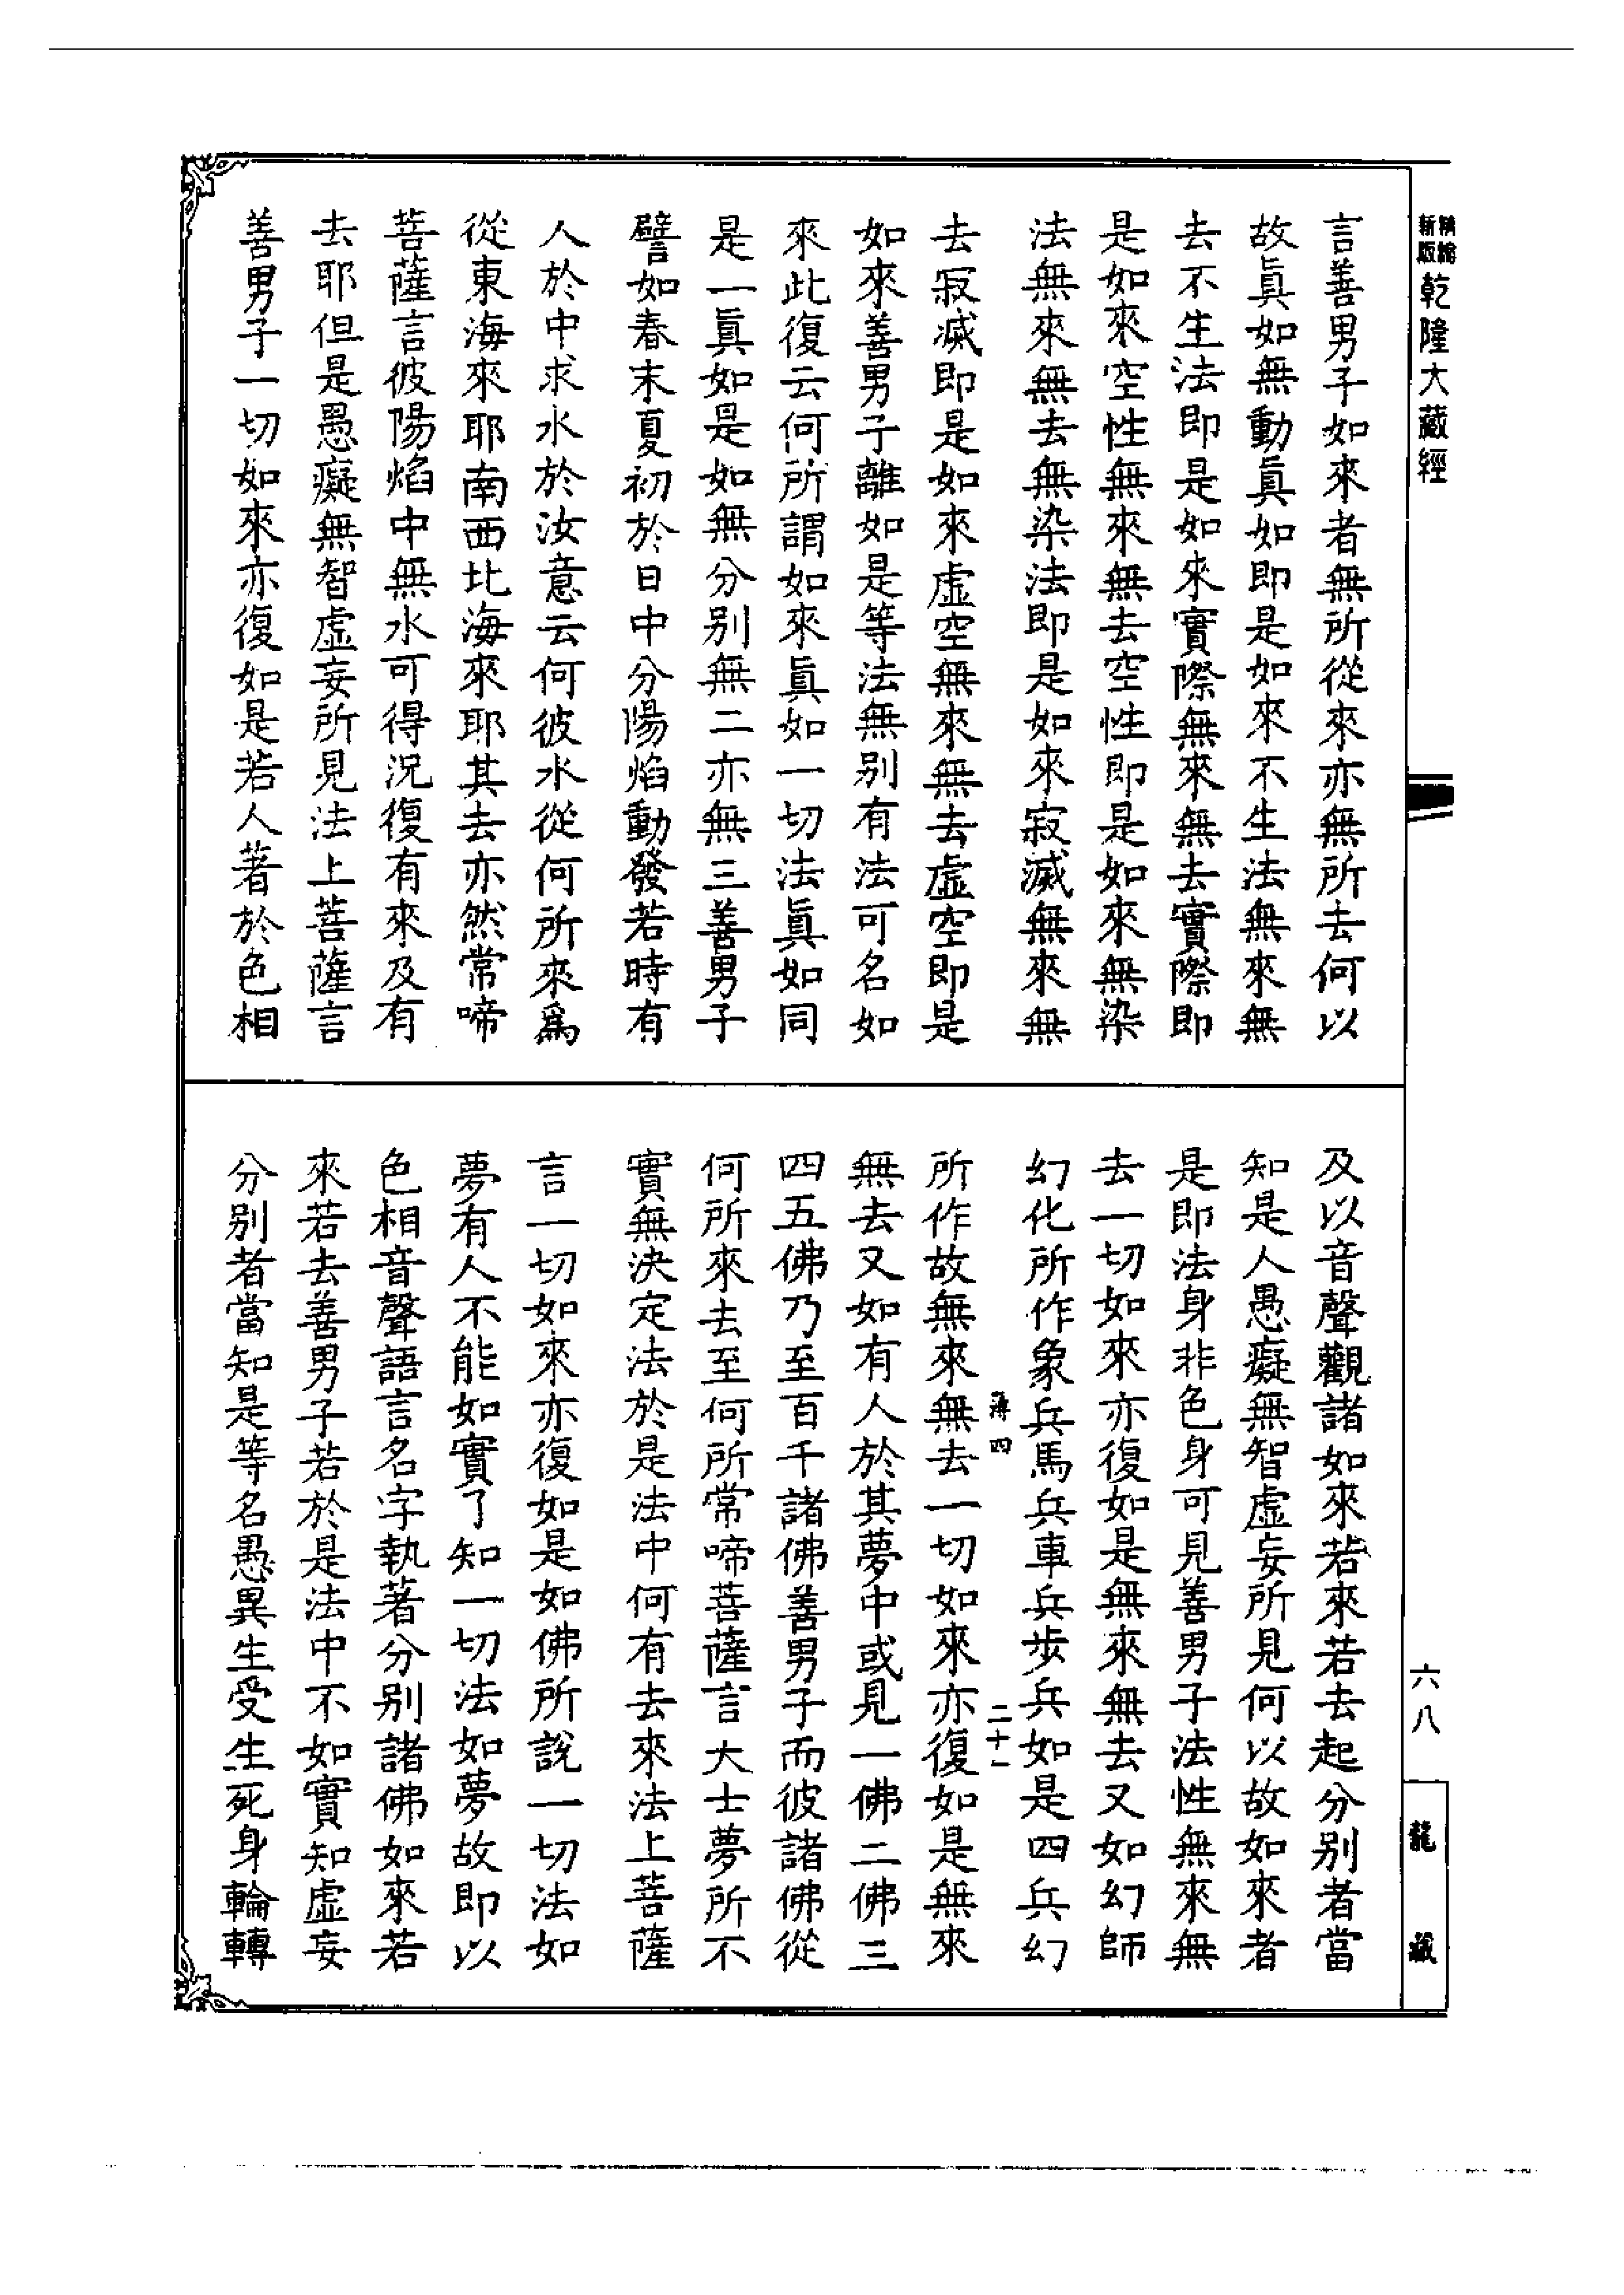 精縮
新版
乾隆大藏經
言善男子如來者無所從來亦無所去何以
故眞如無動眞如即是如來不生法無來無
去不生法即是如來實際無來無去實際即
是如來空性無來無去空性即是如來無染
法無來無去無染法即是如來寂滅無來無
去寂滅即是如來虛空無來無去虛空即是
如來善男子離如是等法無别有法可名如
來此復云何所謂如來眞如一切法眞如同
是一眞如是如無分别無二亦無三善男子
譬如春末夏初於日中分陽焰動發若時有
人於中求水於汝意云何彼水從何所來爲
從東海來耶南西北海來耶其去亦然常啼
菩薩言彼陽焰中無水可得況復有來及有
去耶但是愚癡無智虛妄所見法上菩薩言
善男子一切如來亦復如是若人著於色相
及以音聲觀諸如來若來若去起分别者當
知是人愚癡無智虛妄所見何以故如來者
是即法身非色身可見善男子法性無來無
去一切如來亦復如是無來無去又如幻師
幻化所作象兵馬兵車兵步兵如是四兵幻
薄四
二十一
所作故無來無去一切如來亦復如是無來
無去又如有人於其夢中或見一佛二佛三
四五佛乃至百千諸佛善男子而彼諸佛從
何所來去至何所常啼菩薩言大士夢所不
實無決定法於是法中何有去來法上菩薩
言一切如來亦復如是如佛所說一切法如
夢有人不能如實了知一切法如夢故即以
色相音聲語言名字執著分别諸佛如來若
來若去善男子若於是法中不如實知虛妄
分别者當知是等名愚異生受生死身輪轉
六八
龍藏